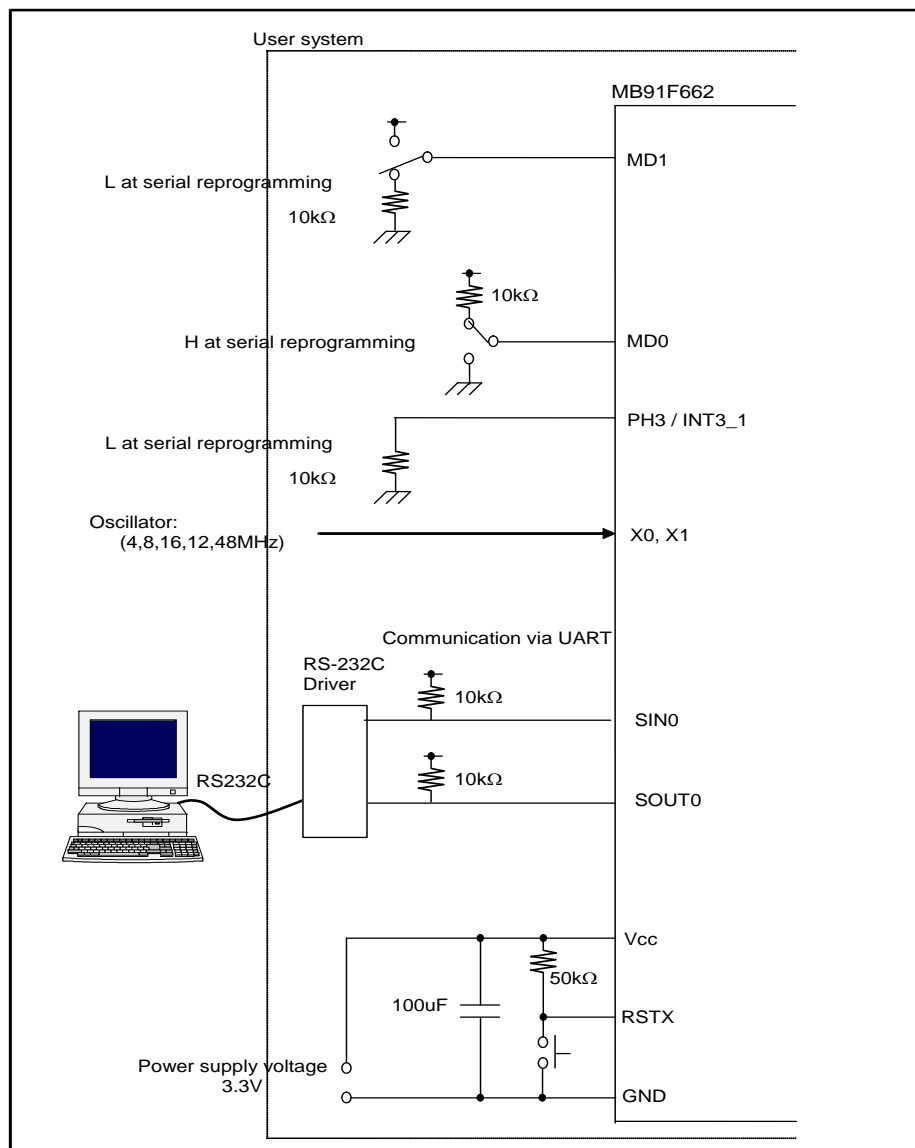 User system
MB91F662
MD1
L at serial reprogramming
10kΩ
10kΩ
H at serial reprogramming
MD0
PH3 / INT3_1
L at serial reprogramming
10kΩ
Oscillator:
(4,8,16,12,48MHz)
X0, X1
Communication via UART
RS-232C
Driver
10kΩ
SIN0
RS232C
10kΩ
SOUT0
Vcc
50kΩ
100uF
RSTX
Power supply voltage
3.3V
GND